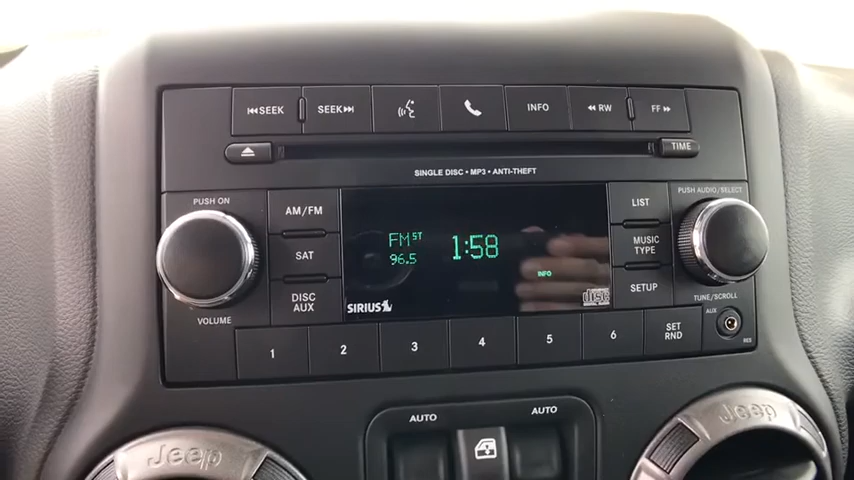 SEEK SEEK INFO RW FF
TIME
SINGLE DISC • MP3 • ANTI-THEFT
PUSH ON
PUSH AUDIO/SELECT
AM/FM
LIST
FM ST 1:58
96.5
SAT
MUSIC
TYPE
INFO
DISC
AUX
SETUP
SIRIUS
disc
VOLUME
TUNE/SCROLL
AUX
RES
1 2 3 4 5 6 SET
RND
AUTO AUTO
Jeep Jeep